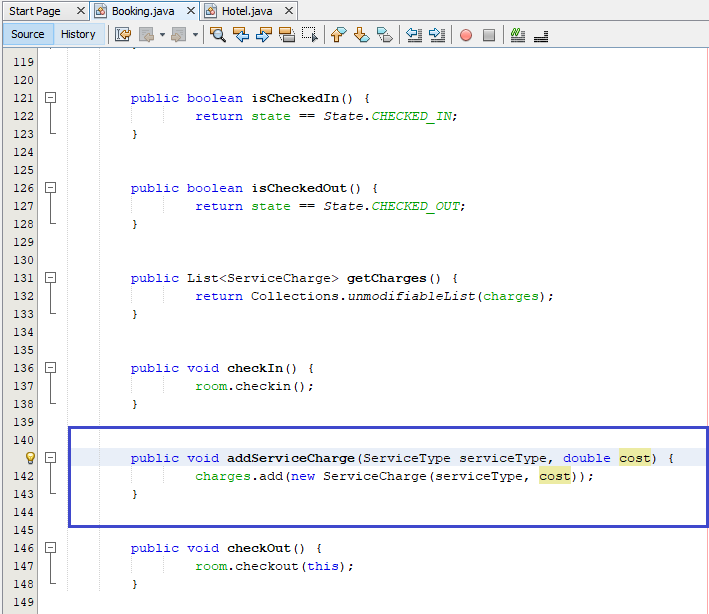 Start Page Booking.java Hotel.java
Source History
119
120
121 public boolean isCheckedIn() {
122 return state == State.CHECKED_IN;
123 }
124
125
126 public boolean isCheckedOut() {
127 return state == State.CHECKED_OUT;
128 }
129
130
131 public List<ServiceCharge> getCharges() {
132 return Collections.unmodifiableList(charges);
133 }
134
135
136 public void checkIn() {
137 room.checkin();
138 }
139
140
public void addServiceCharge(ServiceType serviceType, double cost) {
142 charges.add(new ServiceCharge(serviceType, cost));
143 }
144
145
146 public void checkOut() {
147 room.checkout(this);
148 }
149